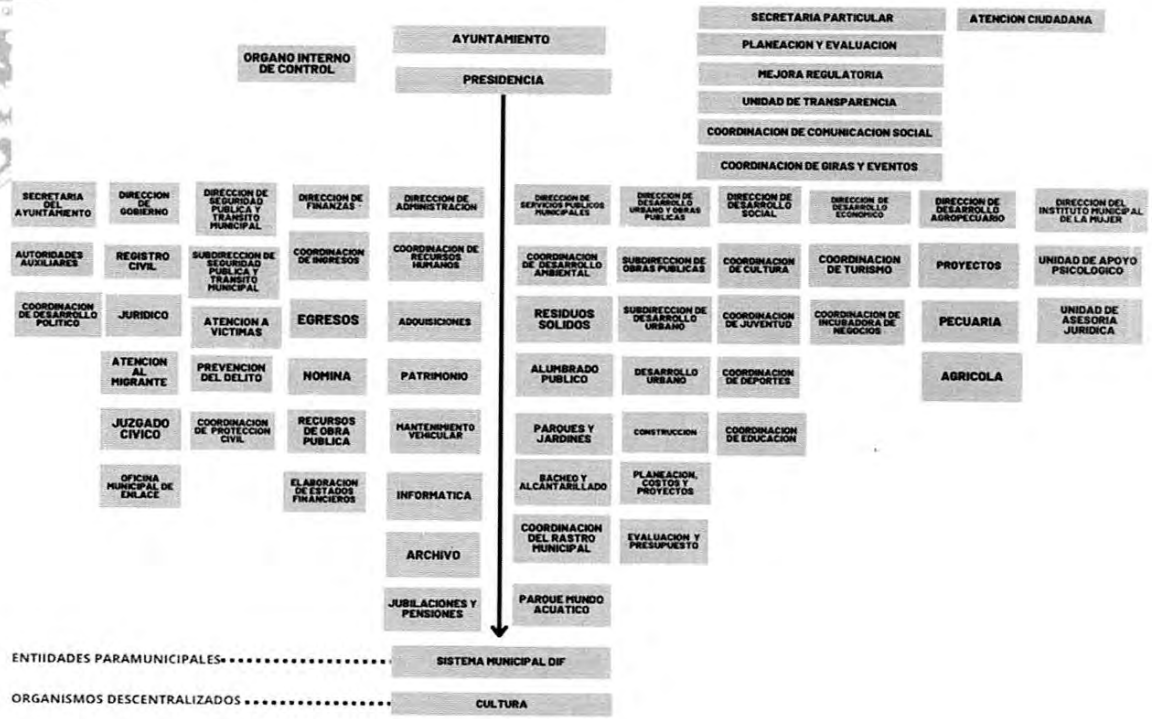 SECRETARIA PARTICULAR
ATENCION CIUDADANA
AYUNTAMIENTO
PLANEACION Y EVALUACION
ORGANO INTERNO
DE CONTROL
PRESIDENCIA
MEJORA REGULATORIA
UNIDAD DE TRANSPARENCIA
COORDINACION DE COMUNICACION SOCIAL
COORDINACION DE GIRAS Y EVENTOS
SECRETARIA
DEL
AYUNTAMIENTO
DIRECCION
DE
GOBIERNO
DIRECCION DE
SEGURIDAD
PUBLICA Y
TRANSITO
MUNICIPAL
DIRECCION DE
FINANZAS
DIRECCION DE
ADMINISTRACION
DIRECCION DE
SERVICIOS PUBLICOS
MUNICIPALES
DIRECCION DE
DESARROLLO
URBANO Y OBRAS
PUBLICAS
DIRECCION DE
DESARROLLO
SOCIAL
DIRECCION DE
DESARROLLO
ECONOMICO
DIRECCION DE
DESARROLLO
AGROPECUARIO
DIRECCION DEL
INSTITUTO MUNICIPAL
DE LA MUJER
AUTORIDADES
AUXILIARES
REGISTRO
CIVIL
SUBDIRECCION DE
SEGURIDAD
PUBLICA Y
TRANSITO
MUNICIPAL
COORDINACION
DE INGRESOS
COORDINACION DE
RECURSOS
HUMANOS
COORDINACION
DE DESARROLLO
AMBIENTAL
SUBDIRECCION DE
OBRAS PUBLICAS
COORDINACION
DE CULTURA
COORDINACION
DE TURISMO
PROYECTOS
UNIDAD DE APOYO
PSICOLOGICO
COORDINACION
DE DESARROLLO
POLITICO
JURIDICO
ATENCION A
VICTIMAS
EGRESOS
ADQUISICIONES
RESIDUOS
SOLIDOS
SUBDIRECCION DE
DESARROLLO
URBANO
COORDINACION
DE JUVENTUD
COORDINACION DE
INCUBADORA DE
NEGOCIOS
PECUARIA
UNIDAD DE
ASESORIA
JURIDICA
ATENCION
AL
MIGRANTE
PREVENCION
DEL DELITO
NOMINA
PATRIMONIO
ALUMBRADO
PUBLICO
DESARROLLO
URBANO
COORDINACION
DE DEPORTES
AGRICOLA
JUZGADO
CIVICO
COORDINACION
DE PROTECCION
CIVIL
RECURSOS
DE OBRA
PUBLICA
MANTENIMIENTO
VEHICULAR
PARQUES Y
JARDINES
CONSTRUCCION
COORDINACION
DE EDUCACION
OFICINA
MUNICIPAL DE
ENLACE
ELABORACION
DE ESTADOS
FINANCIEROS
INFORMATICA
BACHEO Y
ALCANTARILLADO
PLANEACION,
COSTOS Y
PROYECTOS
ARCHIVO
COORDINACION
DEL RASTRO
MUNICIPAL
EVALUACION Y
PRESUPUESTO
JUBILACIONES Y
PENSIONES
PARQUE MUNDO
ACUATICO
ENTIIDADES PARAMUNICIPALES
SISTEMA MUNICIPAL DIF
ORGANISMOS DESCENTRALIZADOS
CULTURA